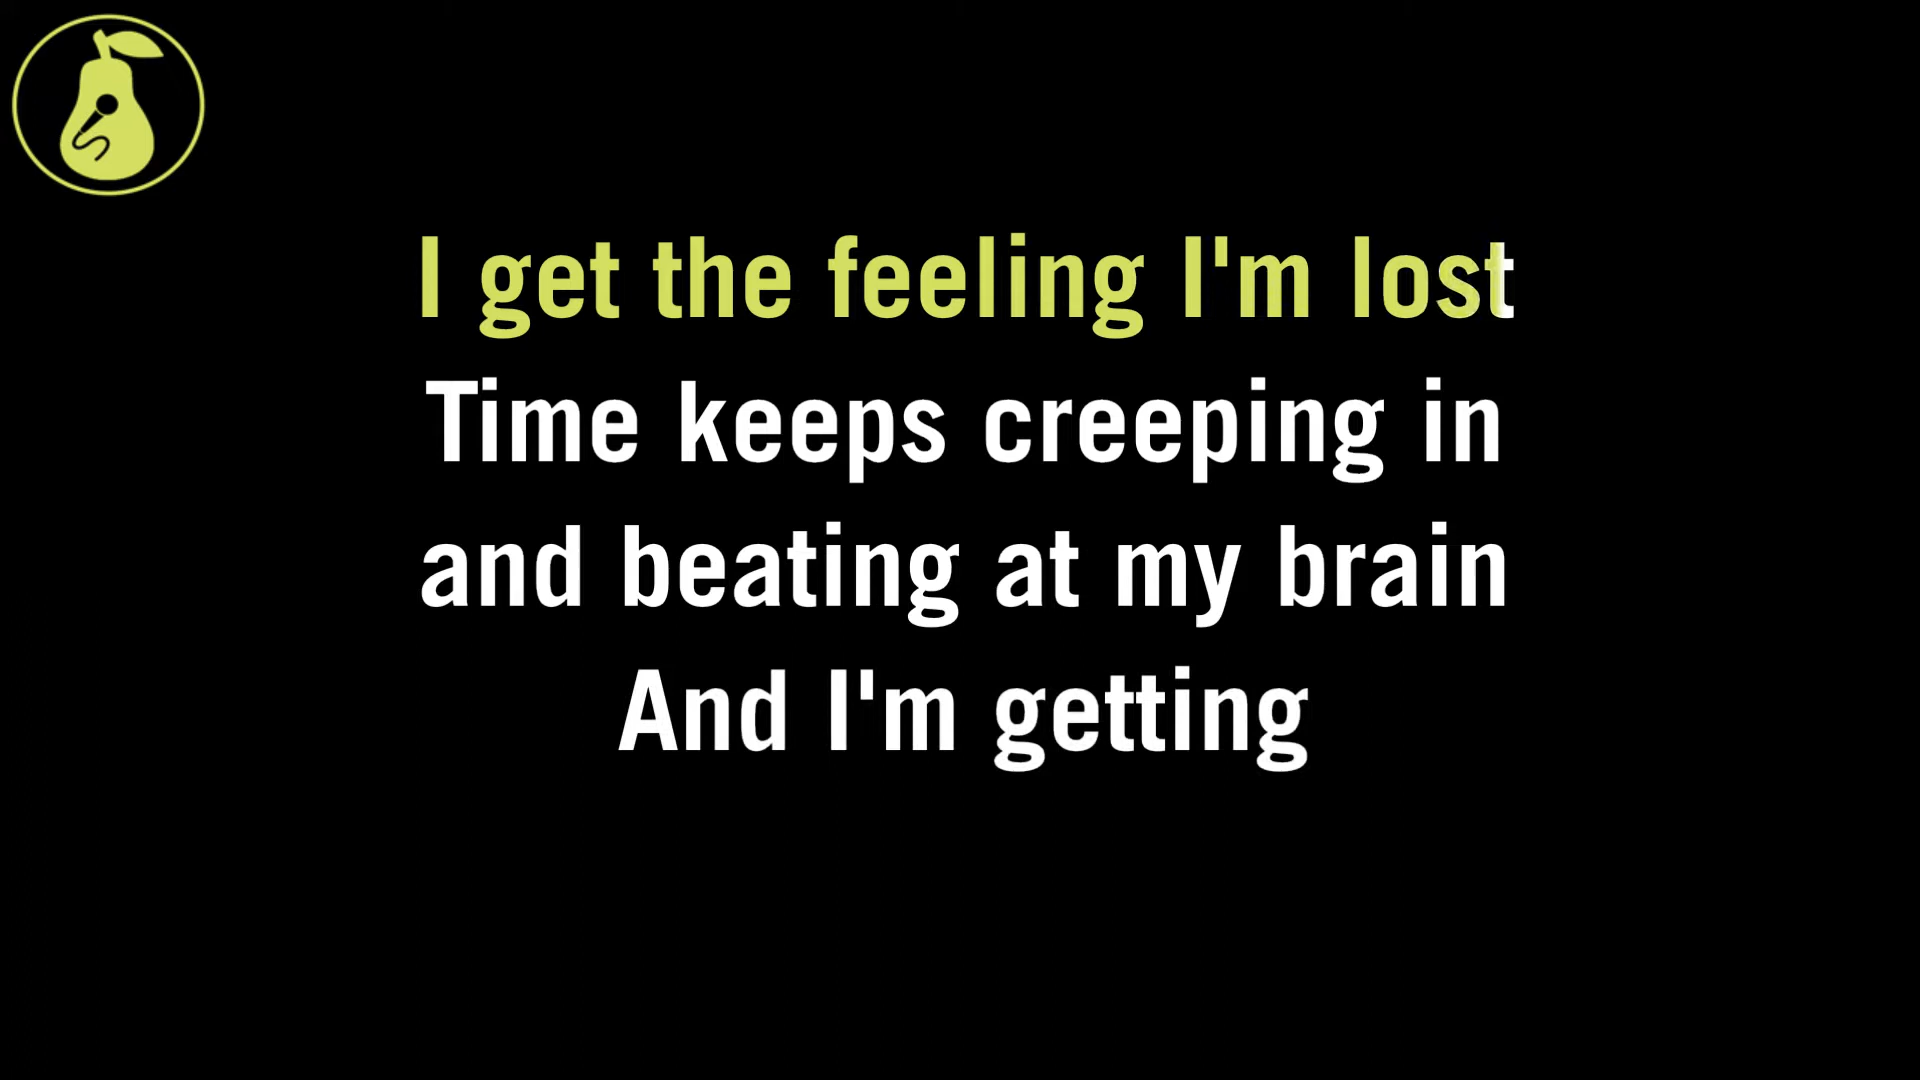 I get the feeling I'm lost
Time keeps creeping in
and beating at my brain
And I'm getting